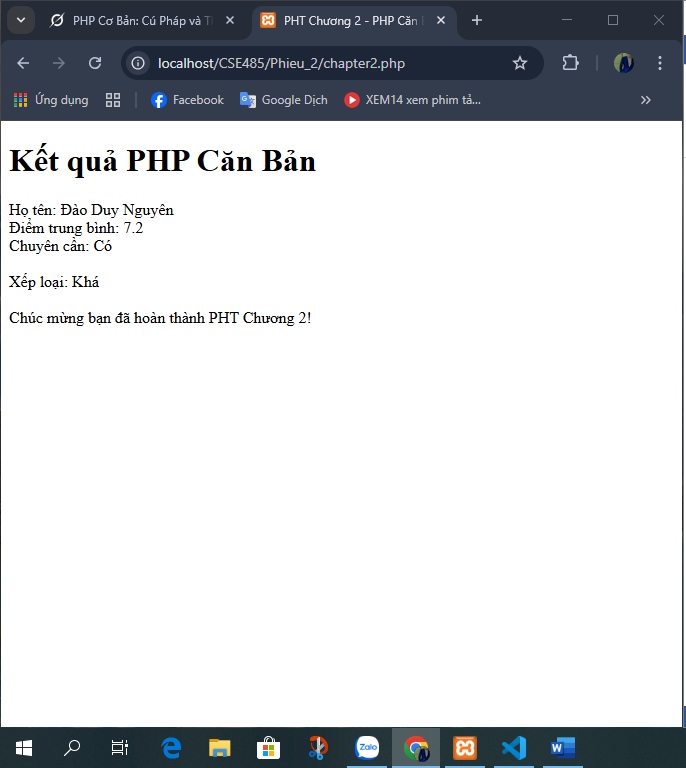 PHP Cơ Bản: Cú Pháp và Th
PHT Chương 2 - PHP Căn
localhost/CSE485/Phieu_2/chapter2.php
Ứng dụng
Facebook
Google Dịch
XEM14 xem phim tả...
Kết quả PHP Căn Bản
Họ tên: Đào Duy Nguyên
Điểm trung bình: 7.2
Chuyên cần: Có
Xếp loại: Khá
Chúc mừng bạn đã hoàn thành PHT Chương 2!
Zalo